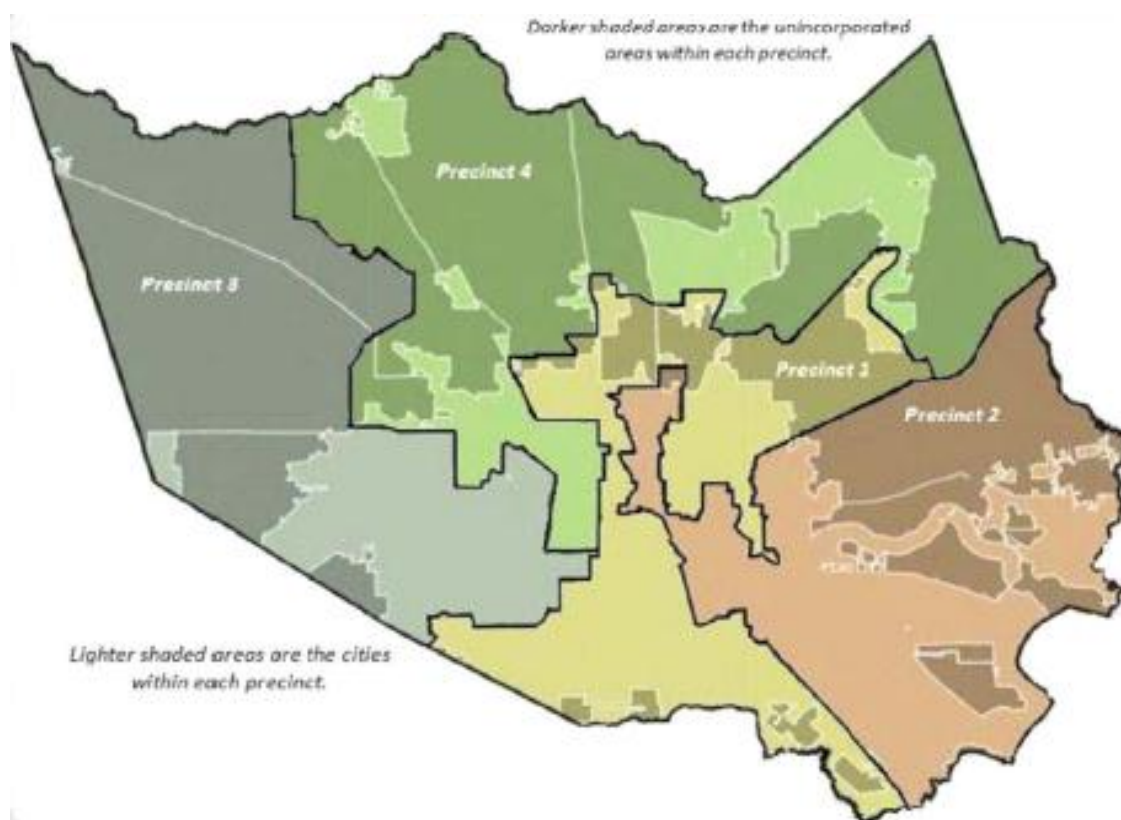 Darker shaded areas are the unincorporated
areas within each precinct.
Precinct 4
Precinct 3
Precinct 1
Precinct 2
Lighter shaded areas are the cities
within each precinct.